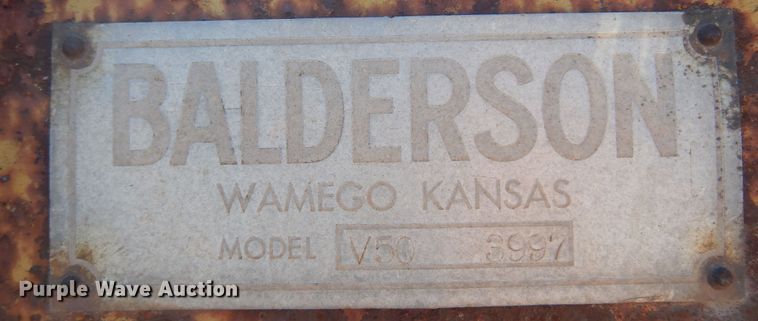 BALDERSON
WAMEGO KANSAS
MODEL V50 3997
Purple Wave Auction